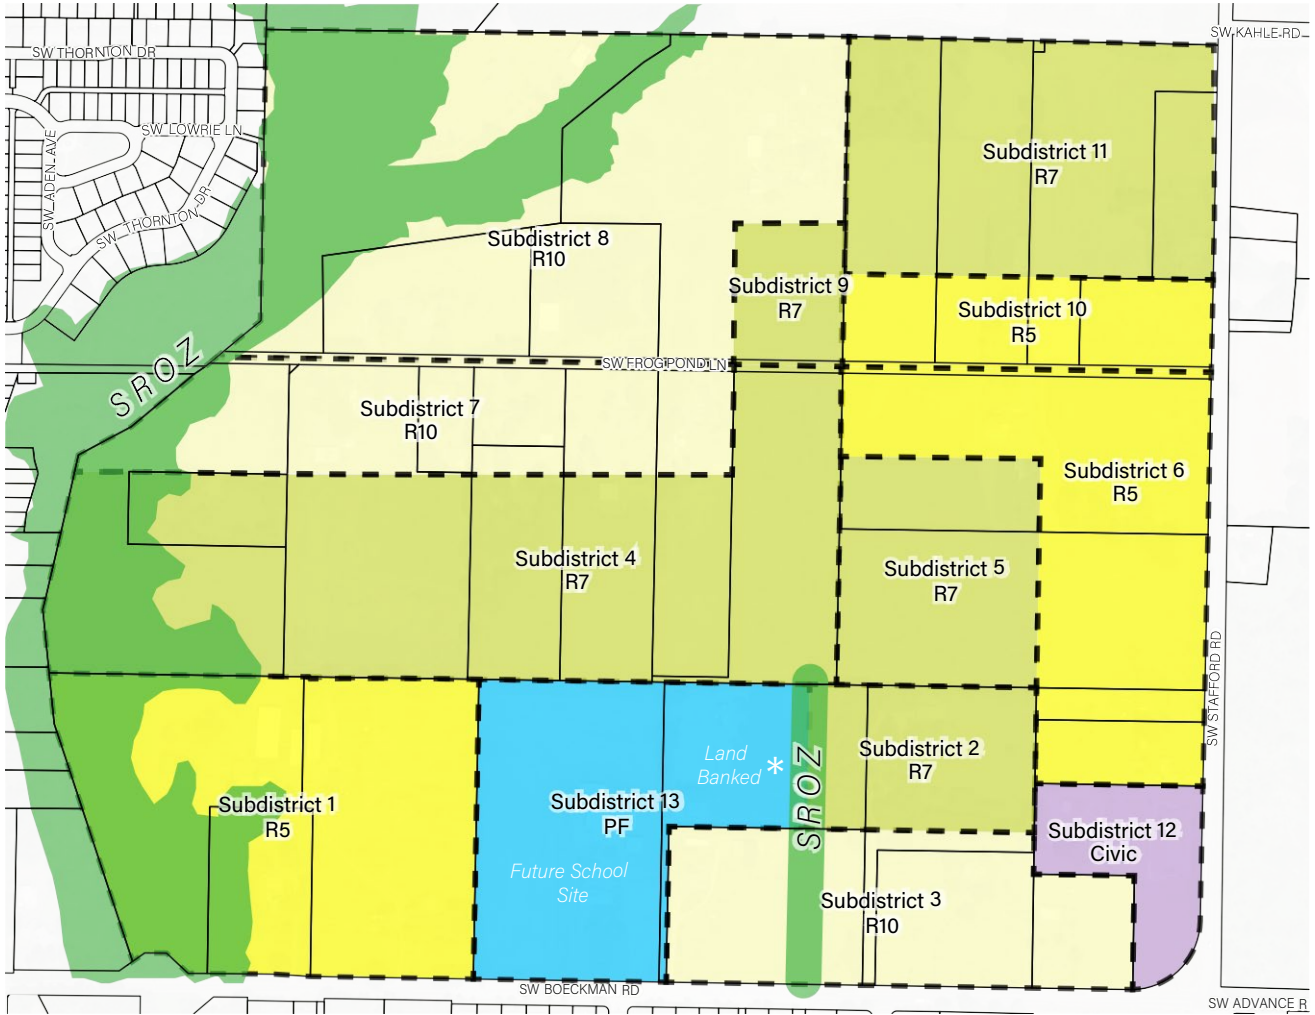 SW KAHLE RD
SW THORNTON DR
SW LOWRIE LN
SW ADEN AVE
SW THORNTON DR
Subdistrict 11
R7
Subdistrict 8
R10
Subdistrict 9
R7
Subdistrict 10
R5
SROZ
SW FROG POND LN
Subdistrict 7
R10
Subdistrict 6
R5
Subdistrict 4
R7
Subdistrict 5
R7
SW STAFFORD RD
Land
Banked *
SROZ
Subdistrict 2
R7
Subdistrict 1
R5
Subdistrict 13
PF
Subdistrict 12
Civic
Future School
Site
Subdistrict 3
R10
SW BOECKMAN RD
SW ADVANCE R